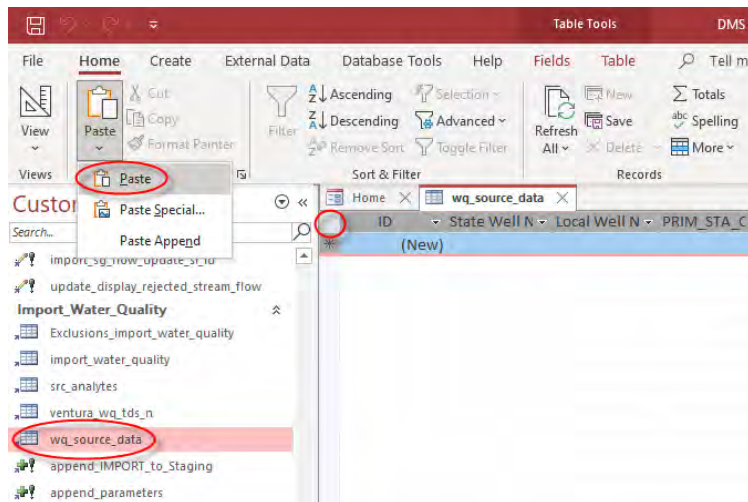 Table Tools DMS
File Home Create External Data Database Tools Help Fields Table Tell m
View
Views
Paste
Cut
Copy
Format Painter
Filter
Ascending
Descending
Remove Sort
Selection
Advanced
Toggle Filter
Sort & Filter
Refresh
All
New
Save
Delete
Totals
Spelling
More
Records
Paste
Paste Special...
Paste Append
Custo
Search..
import_sg_flow_update_sf_id
update_display_rejected_stream_flow
Import_Water_Quality
Exclusions_import_water_quality
import_water_quality
src_analytes
ventura_wq_tds_n
wq_source_data
append_IMPORT_to_Staging
append_parameters
Home wq_source_data
ID State Well N Local Well N PRIM_STA_C
(New)